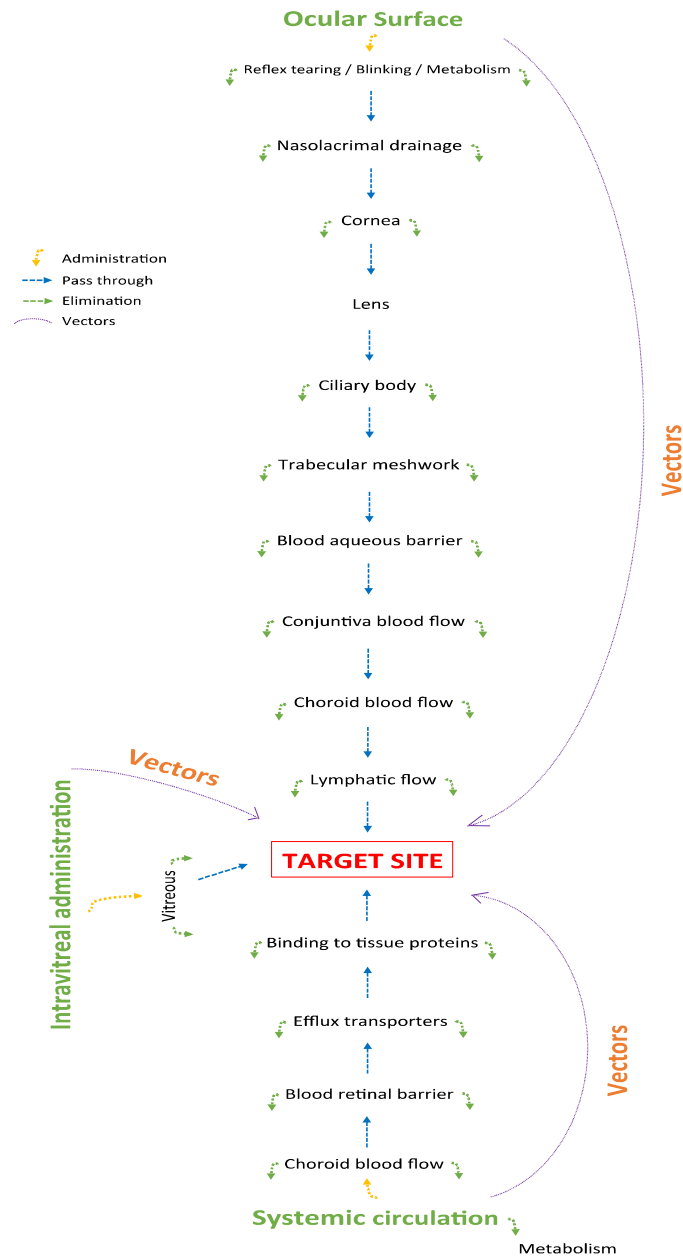 Ocular Surface
Reflex tearing / Blinking / Metabolism
Nasolacrimal drainage
Cornea
Administration
Pass through
Elimination
Vectors
Lens
Ciliary body
Vectors
Trabecular meshwork
Blood aqueous barrier
Conjuntiva blood flow
Choroid blood flow
Vectors
Lymphatic flow
Intravitreal administration
TARGET SITE
Vitreous
Binding to tissue proteins
Efflux transporters
Vectors
Blood retinal barrier
Choroid blood flow
Systemic circulation
Metabolism